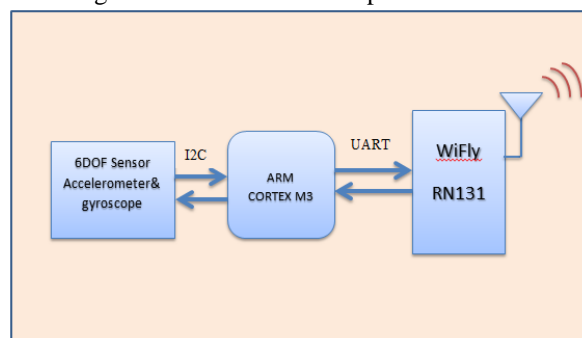 6DOF Sensor
Accelerometer&
gyroscope
I2C
ARM
CORTEX M3
UART
WiFly
RN131